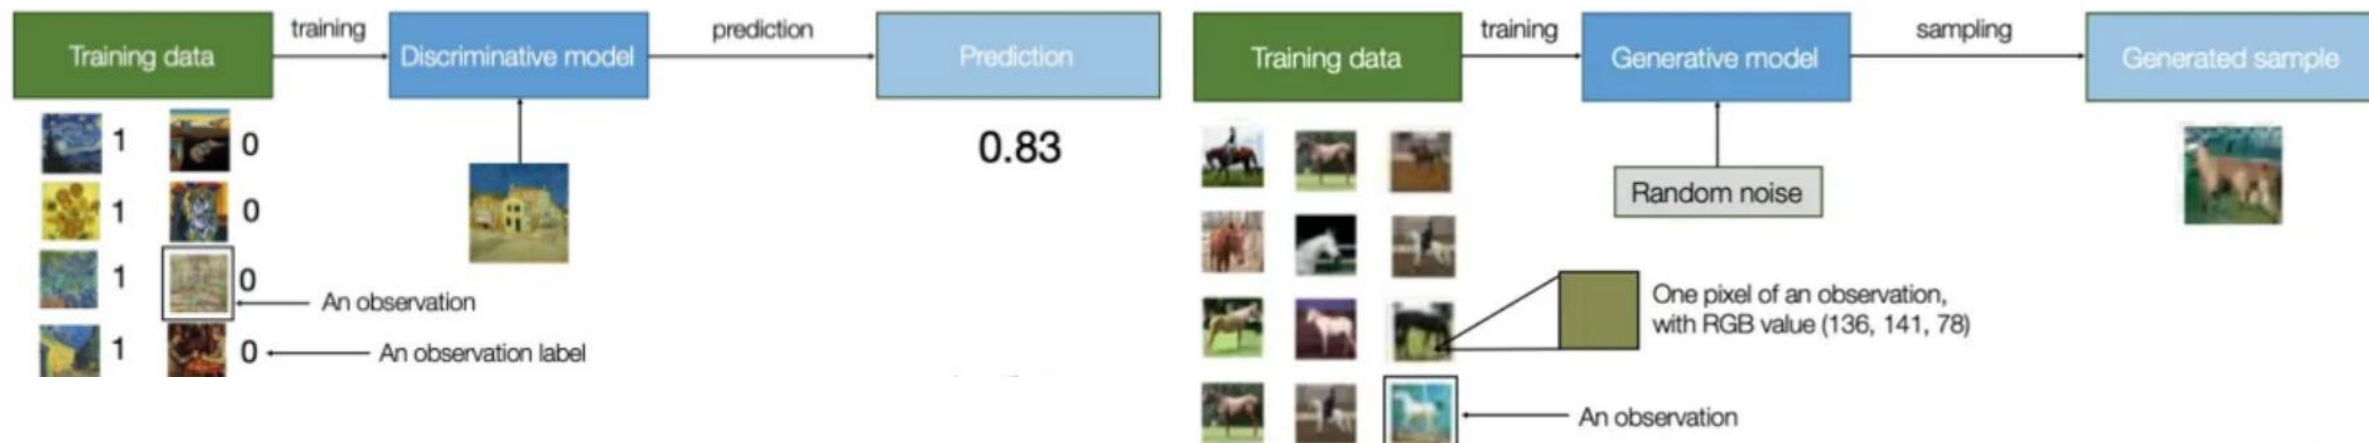 training
prediction
Training data
Discriminative model
Prediction
1
0
0.83
1
0
1
0
An observation
1
0
An observation label
training
sampling
Training data
Generative model
Generated sample
Random noise
One pixel of an observation,
with RGB value (136, 141, 78)
An observation